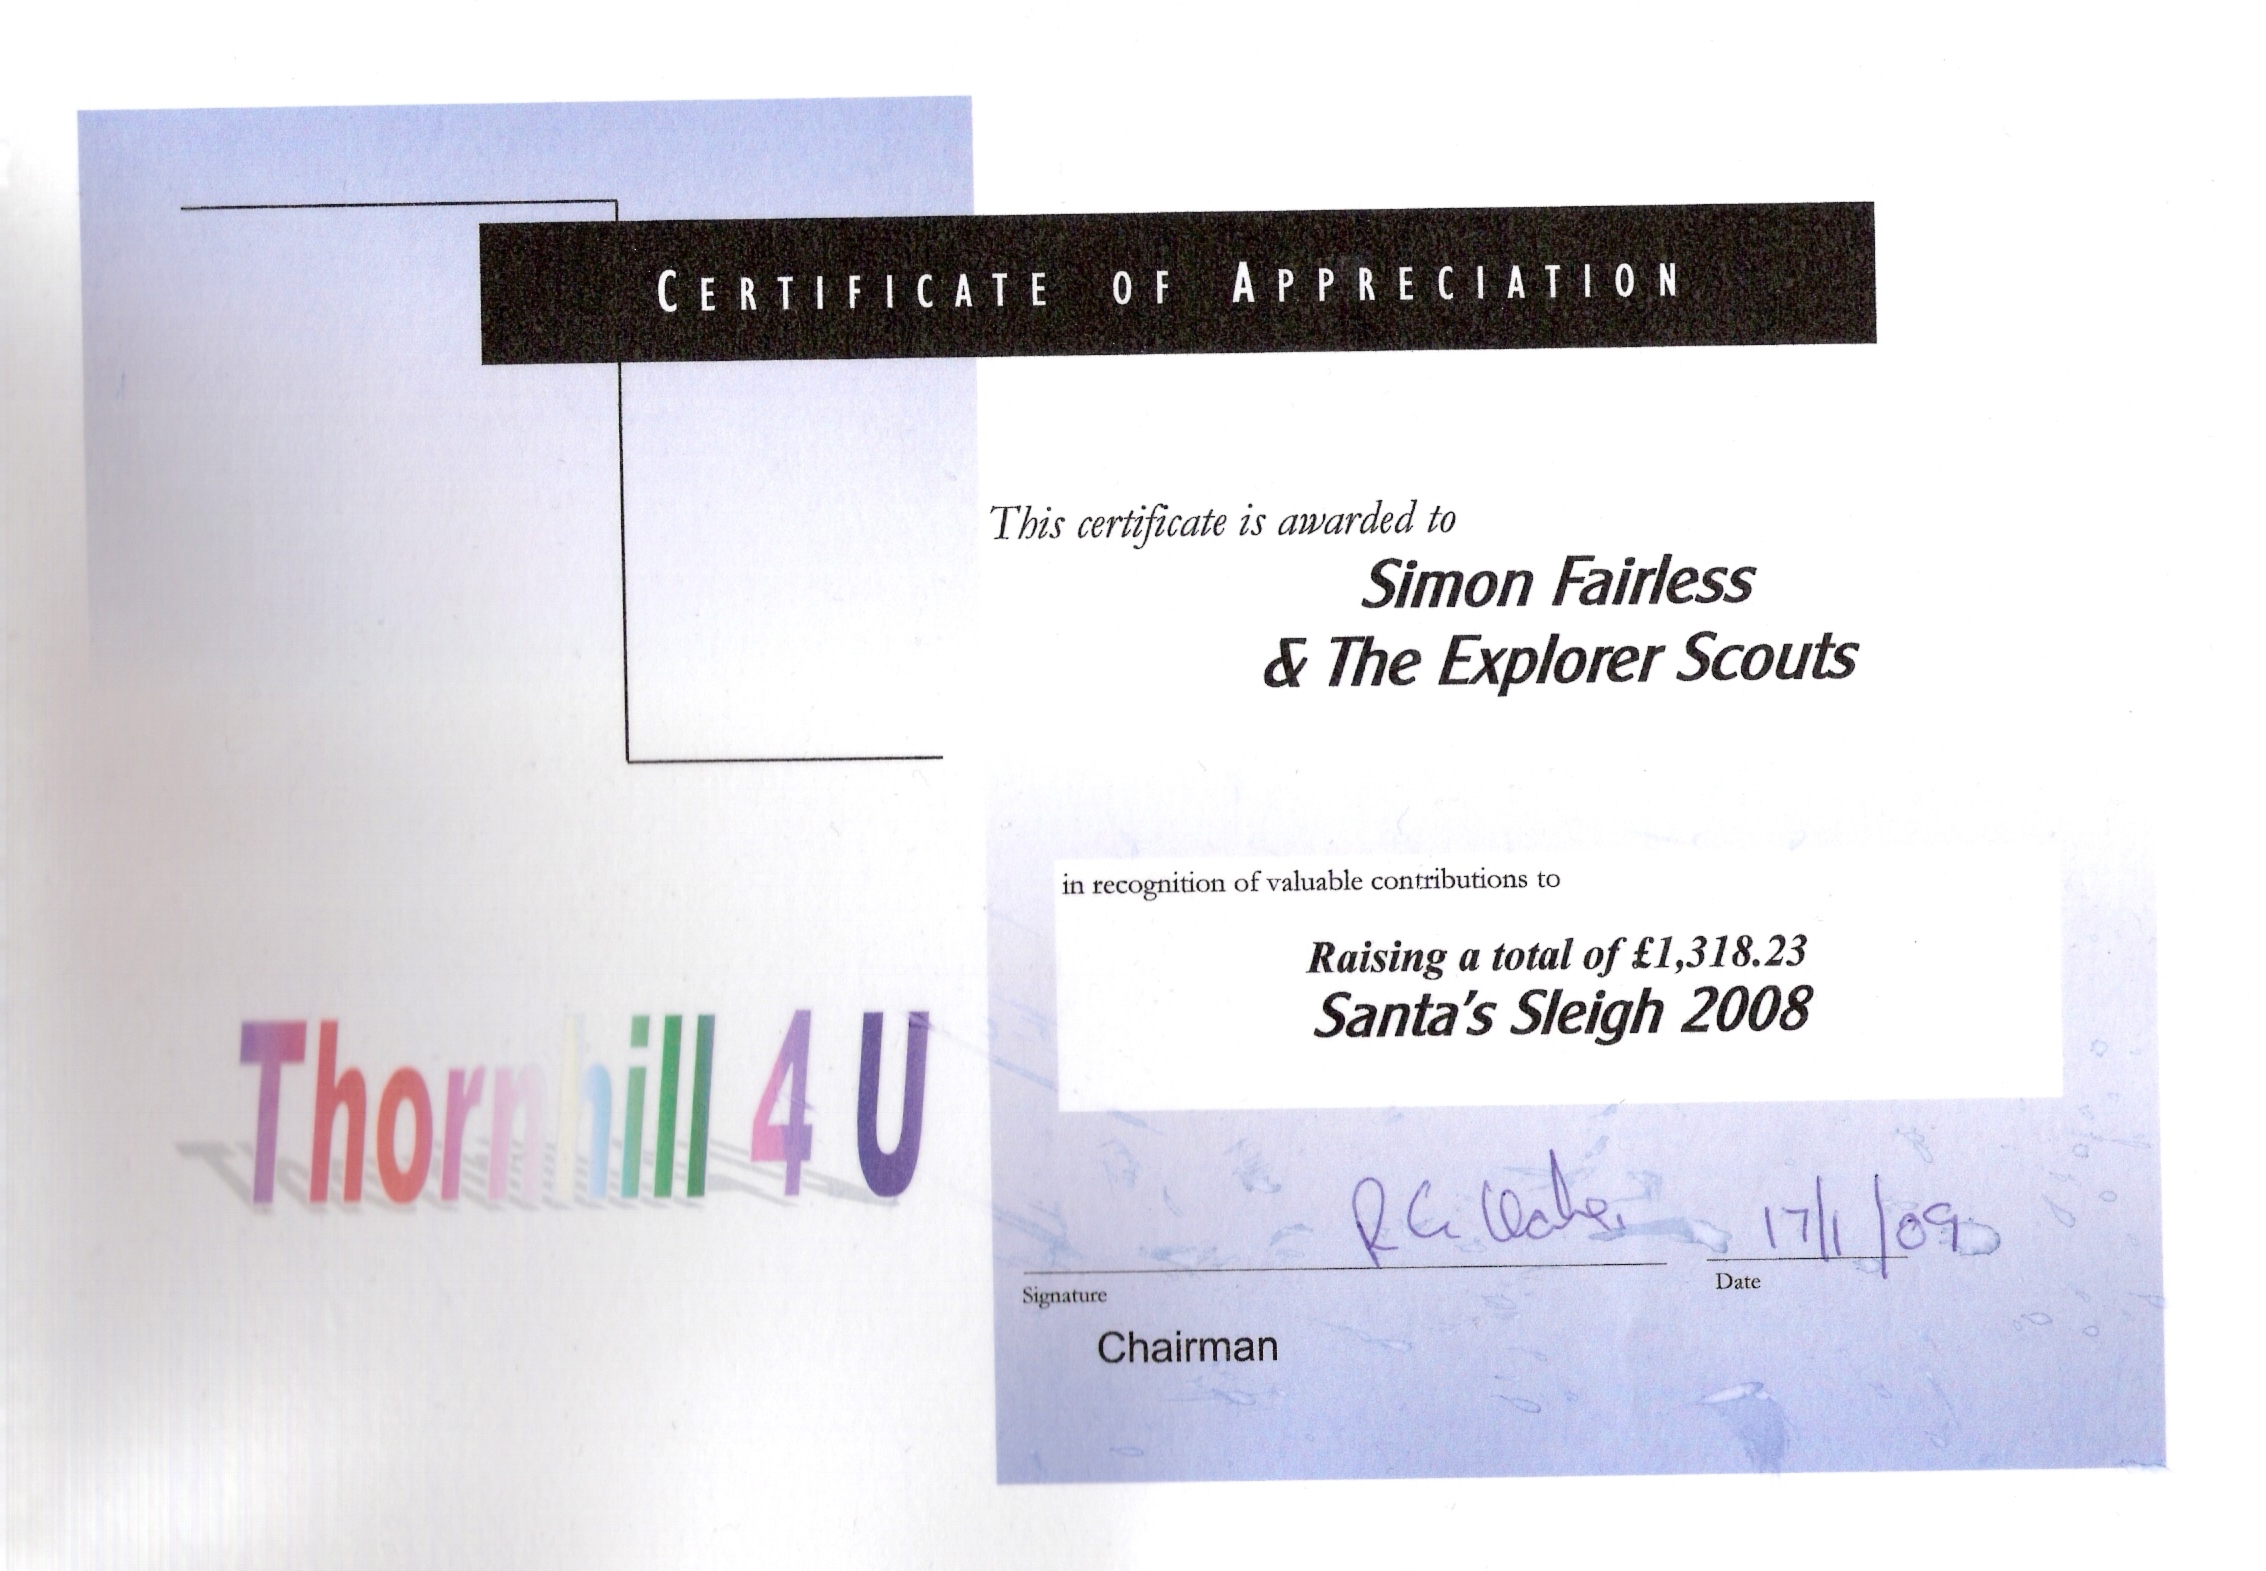 CERTIFICATE OF APPRECIATION
This certificate is awarded to
Simon Fairless
& The Explorer Scouts
in recognition of valuable contributions to
Raising a total of £1,318.23
Santa's Sleigh 2008
Thornhill 4 U
17/1/09
Signature
Date
Chairman